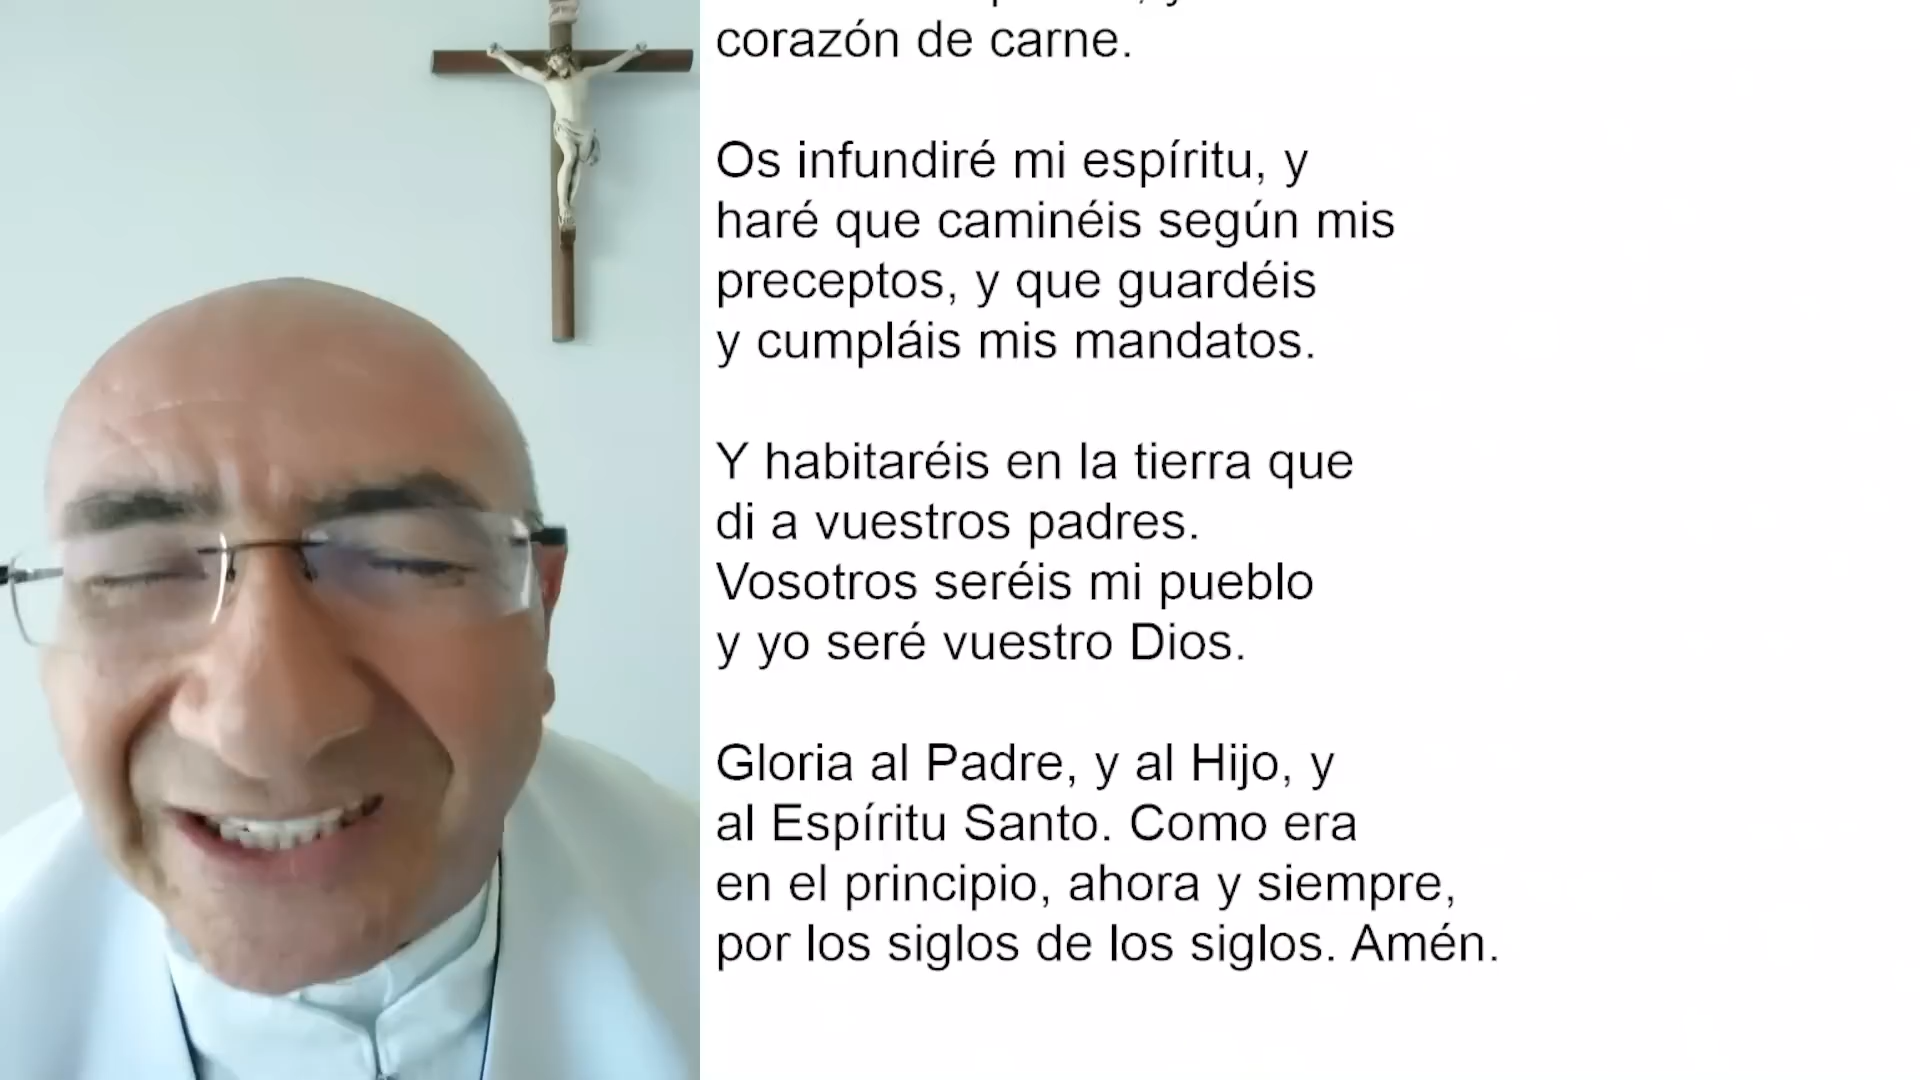 corazón de carne.
Os infundiré mi espíritu, y
haré que caminéis según mis
preceptos, y que guardéis
y cumpláis mis mandatos.
Y habitaréis en la tierra que
di a vuestros padres.
Vosotros seréis mi pueblo
y yo seré vuestro Dios.
Gloria al Padre, y al Hijo, y
al Espíritu Santo. Como era
en el principio, ahora y siempre,
por los siglos de los siglos. Amén.